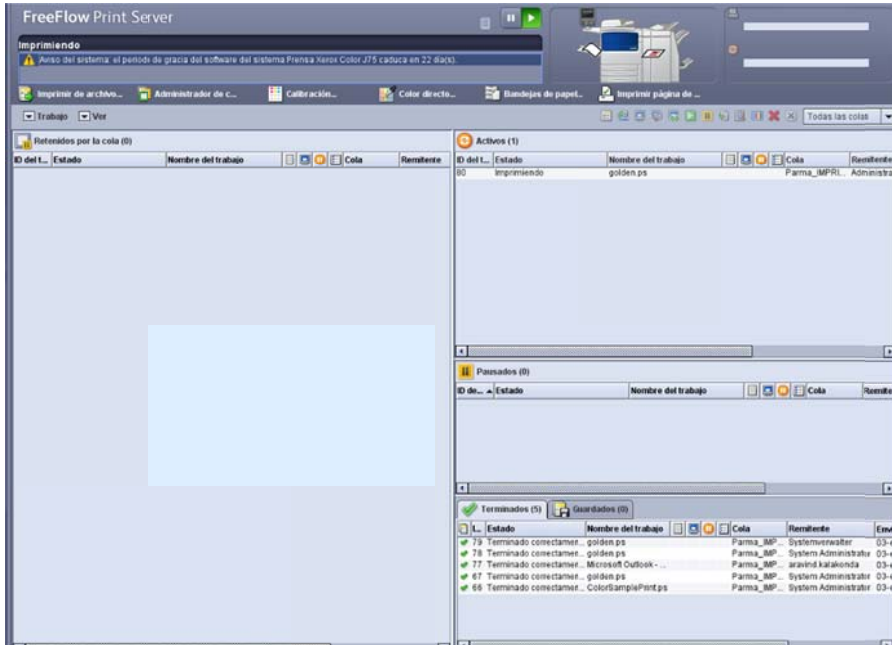 FreeFlow Print Server
Imprimiendo
Aviso del sistema: el periodo de gracia del software del sistema Prensa Xerox Color J75 caduca en 22 día(s).
Imprimir de archivo... Administrador de c... Calibración... Color directo... Bandejas de papel... Imprimir página de ...
Trabajo Ver Todas las colas
Retenidos por la cola (0)
ID del t... Estado Nombre del trabajo Cola Remitente
Activos (1)
ID del t... Estado Nombre del trabajo Cola Remitente
80 Imprimiendo golden.ps Parma_IMPRI... Administra
Pausados (0)
ID de... Estado Nombre del trabajo Cola Remite
Terminados (5) Guardados (0)
I... Estado Nombre del trabajo Cola Remitente Envi
79 Terminado correctamen... golden.ps Parma_IMP... Systemverwalter 03-
78 Terminado correctamen... golden.ps Parma_IMP... System Administrator 03-
77 Terminado correctamen... Microsoft Outlook - ... Parma_IMP... aravind.kalakonda 03-
67 Terminado correctamen... golden.ps Parma_IMP... System Administrator 03-
66 Terminado correctamen... ColorSamplePrint.ps Parma_IMP... System Administrator 03-